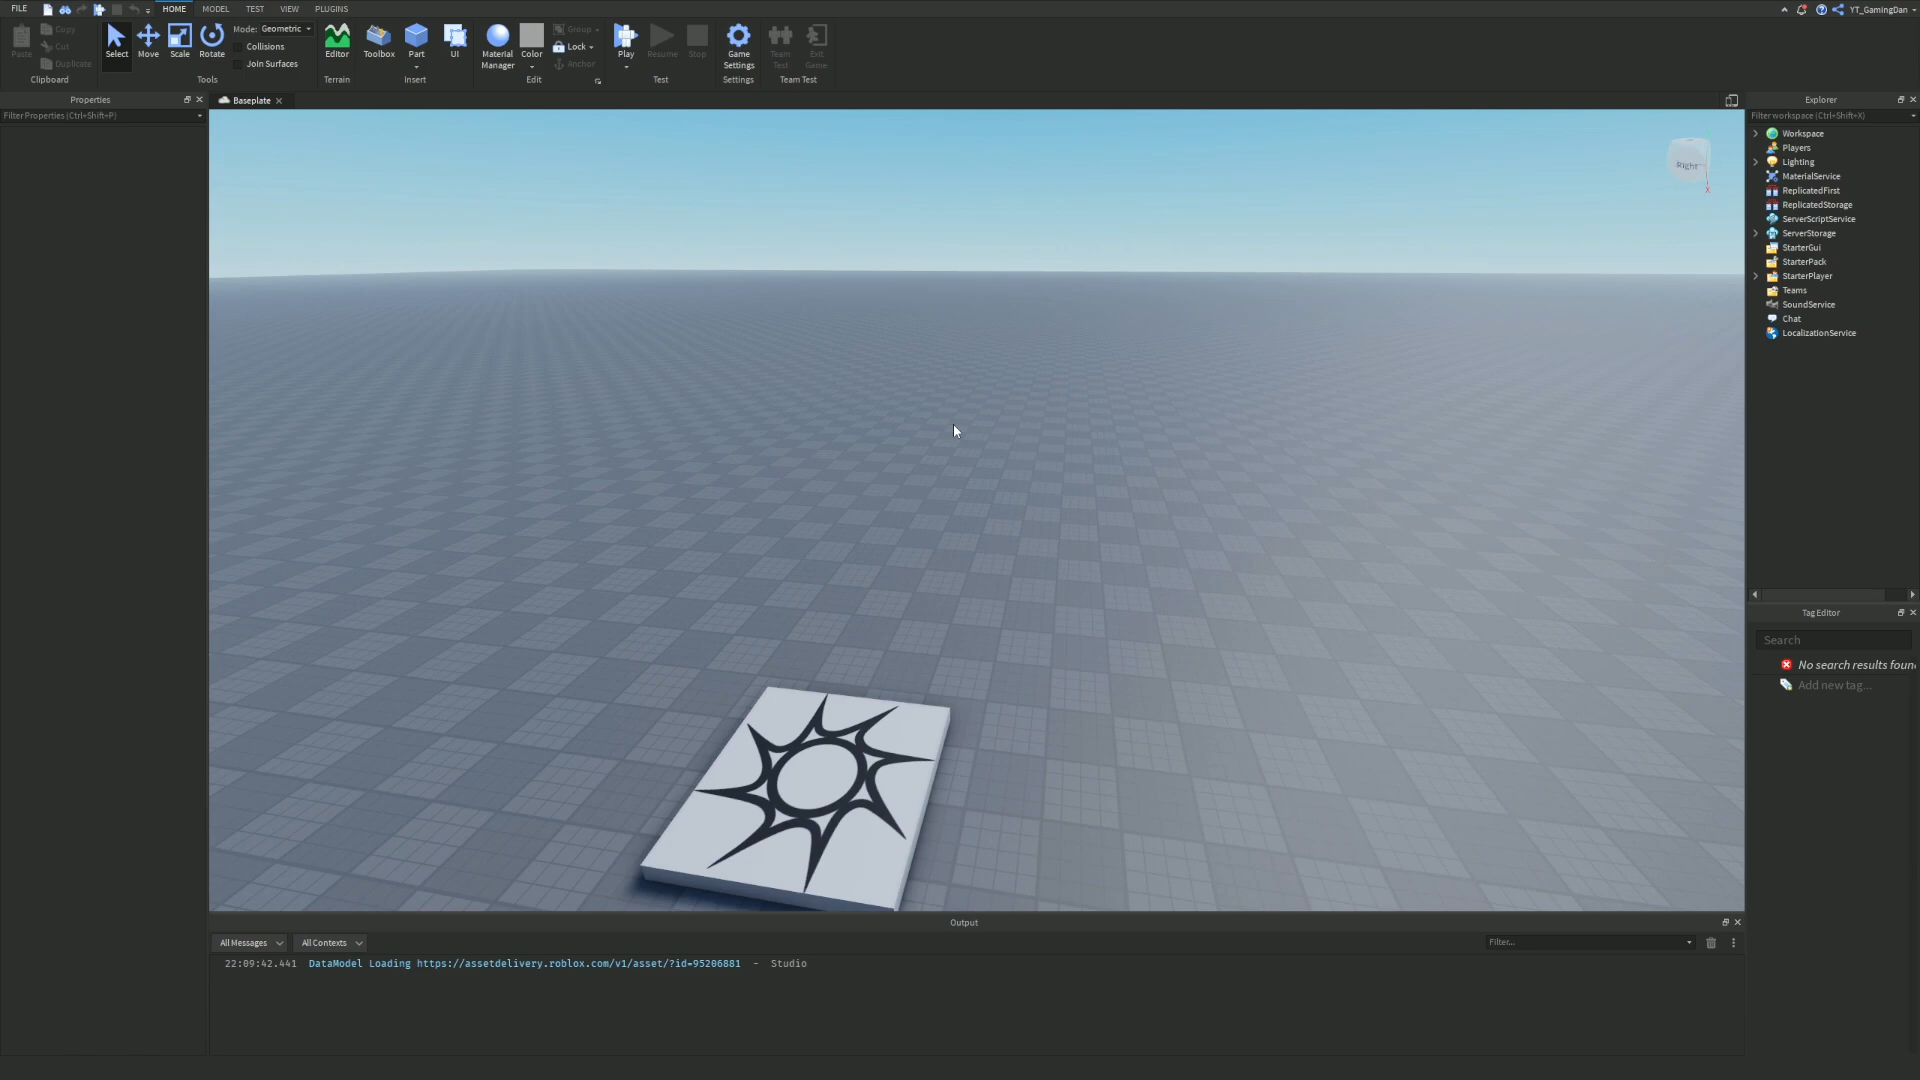 FILE MODEL TEST VIEW PLUGINS HOME YT_GamingDan
Paste Copy Cut Duplicate Clipboard
Select Move Scale Rotate Mode: Geometric Collisions Join Surfaces Tools
Editor Terrain
Toolbox Part UI Insert
Material Manager Color Group Lock Anchor Edit
Play Resume Stop Test
Game Settings Settings
Team Test Exit Game Team Test
Properties
Filter Properties (Ctrl+Shift+P)
Baseplate
Right
X
Explorer
Filter workspace (Ctrl+Shift+X)
Workspace
Players
Lighting
MaterialService
ReplicatedFirst
ReplicatedStorage
ServerScriptService
ServerStorage
StarterGui
StarterPack
StarterPlayer
Teams
SoundService
Chat
LocalizationService
Tag Editor
Search
No search results foun
Add new tag...
Output
All Messages All Contexts Filter...
22:09:42.441 DataModel Loading https://assetdelivery.roblox.com/v1/asset/?id=95206881 - Studio